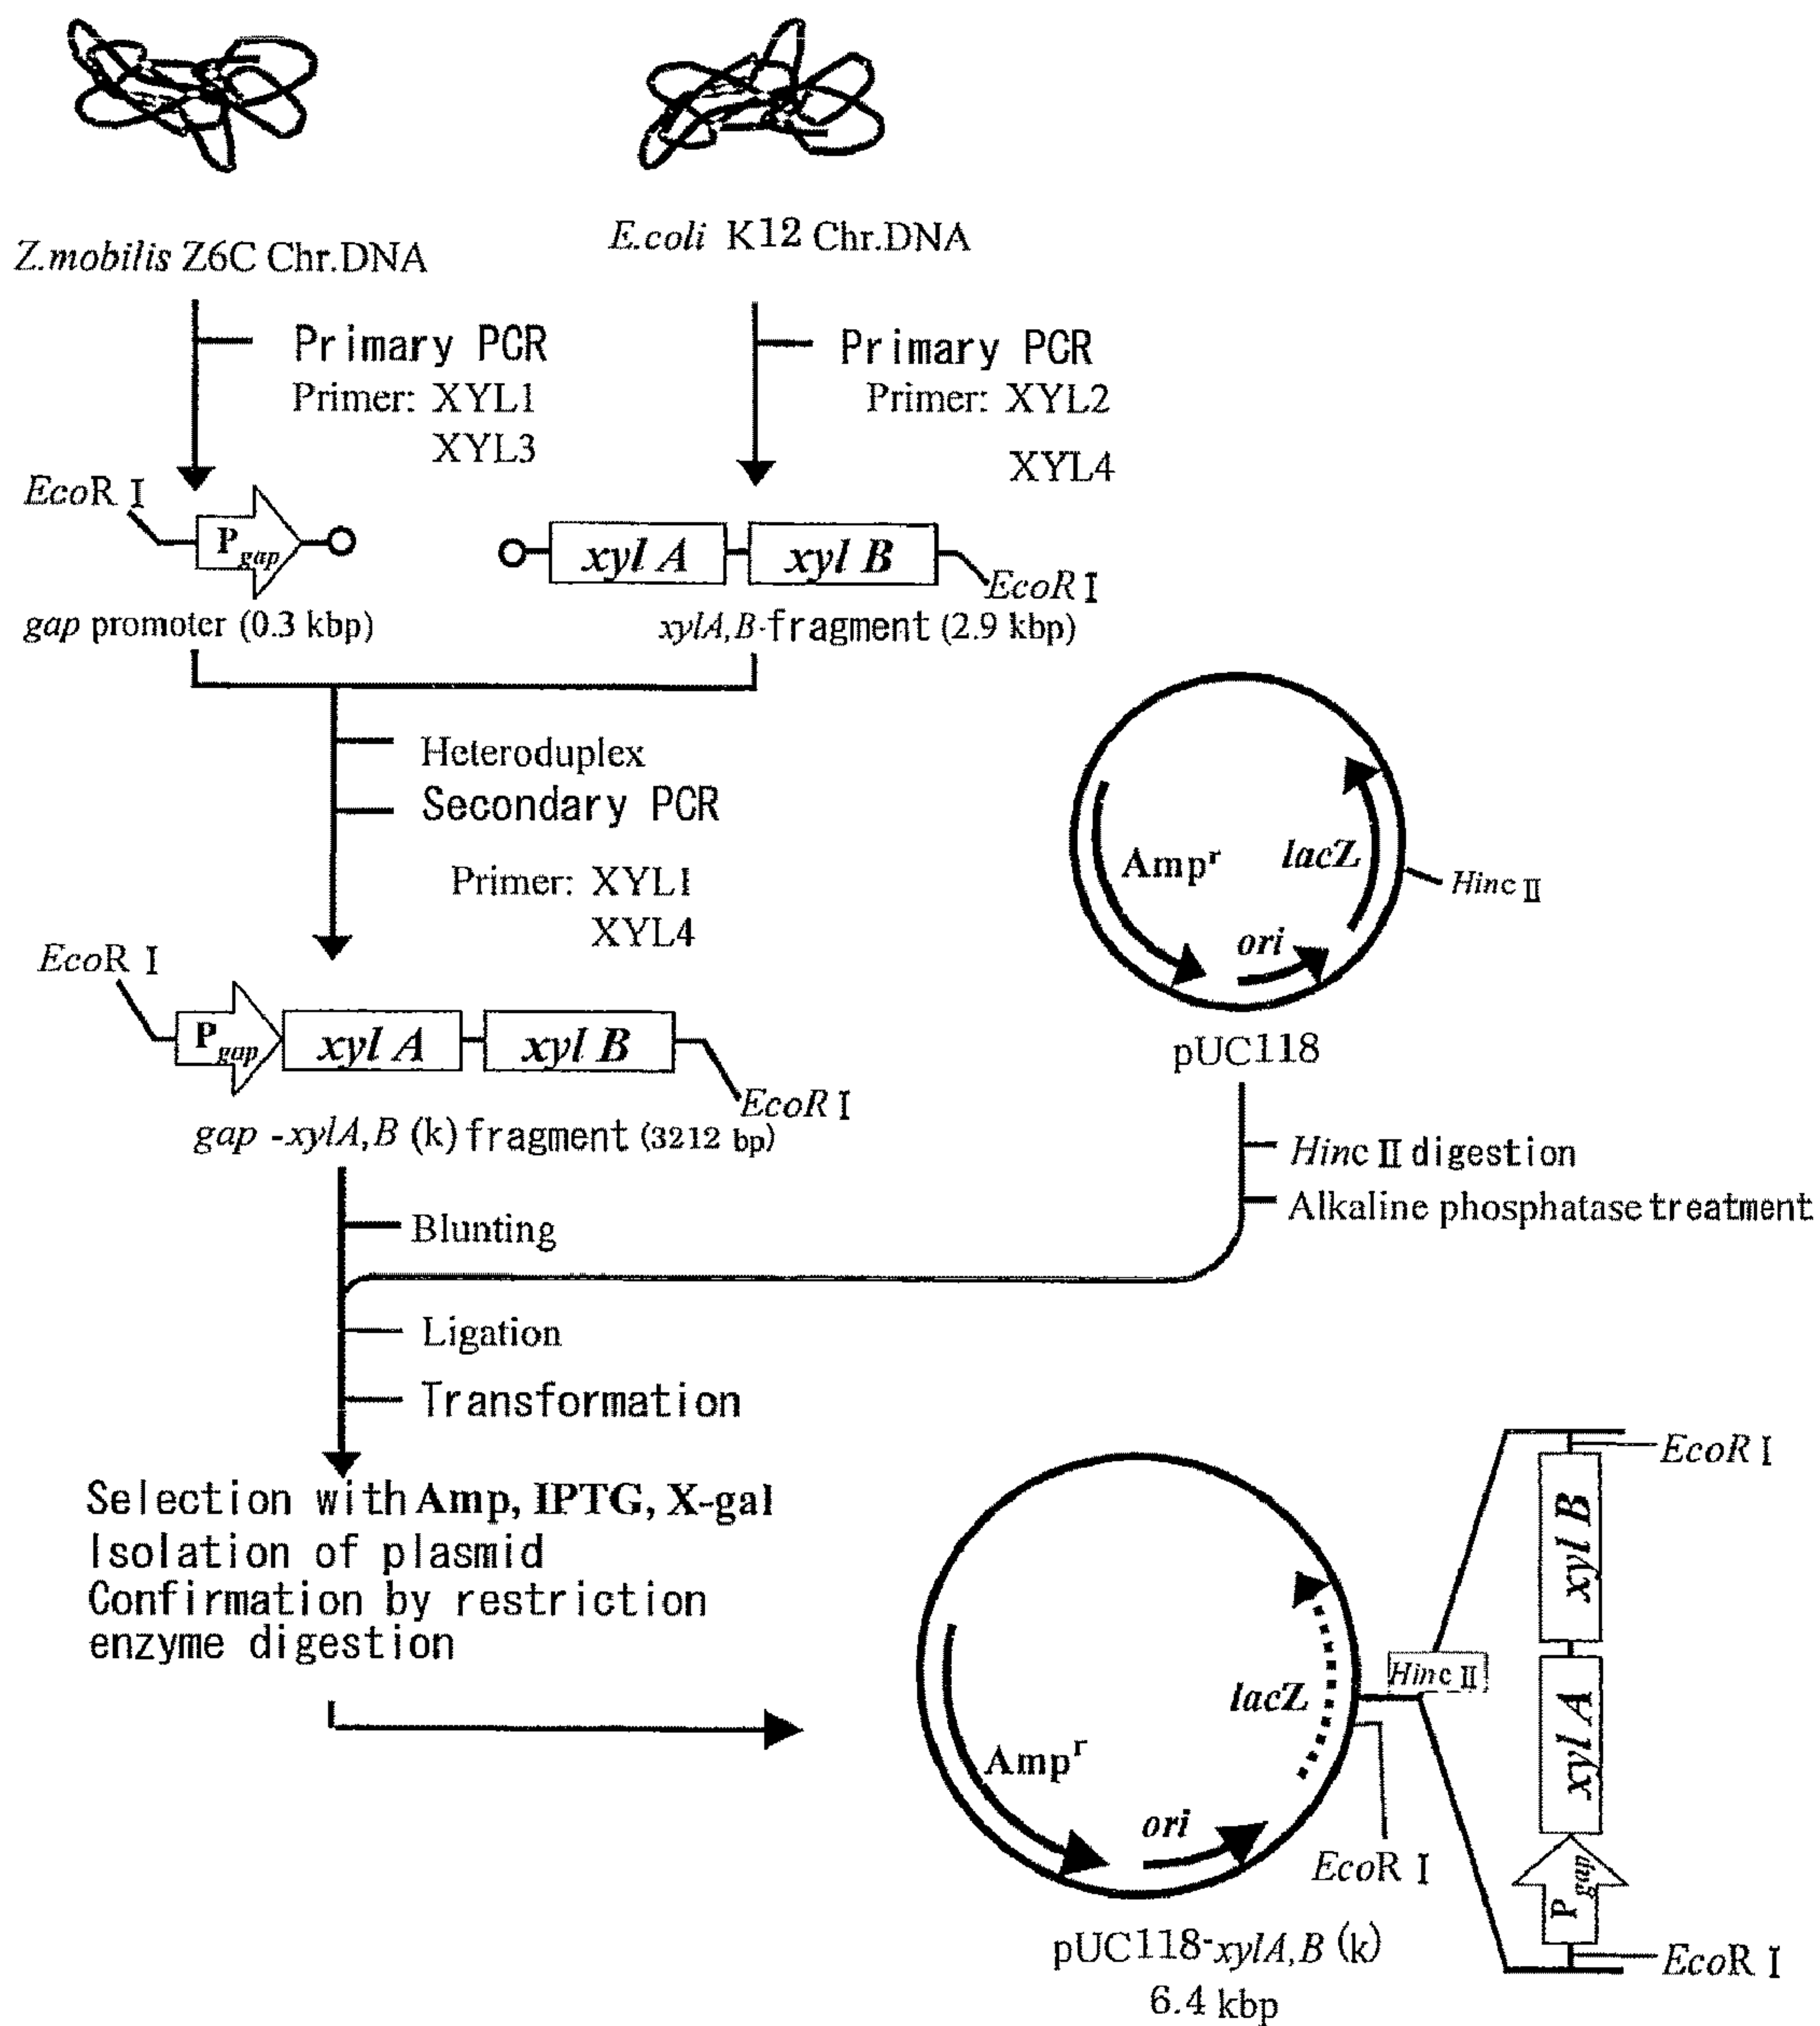 Z.mobilis Z6C Chr.DNA
E.coli K12 Chr.DNA
Primary PCR
Primer: XYL1
XYL3
Primary PCR
Primer: XYL2
XYL4
EcoR I
Pgap
gap promoter (0.3 kbp)
xyl A
xyl B
EcoR I
xylA,B-fragment (2.9 kbp)
Heteroduplex
Secondary PCR
Primer: XYL1
XYL4
Ampʳ
lacZ
ori
Hinc II
pUC118
EcoR I
Pgap
xyl A
xyl B
EcoR I
gap -xylA,B (k) fragment (3212 bp)
Hinc II digestion
Alkaline phosphatase treatment
Blunting
Ligation
Transformation
Selection with Amp, IPTG, X-gal
Isolation of plasmid
Confirmation by restriction
enzyme digestion
Ampʳ
lacZ
ori
Hinc II
EcoR I
EcoR I
xyl B
xyl A
Pgap
EcoR I
pUC118-xylA,B (k)
6.4 kbp